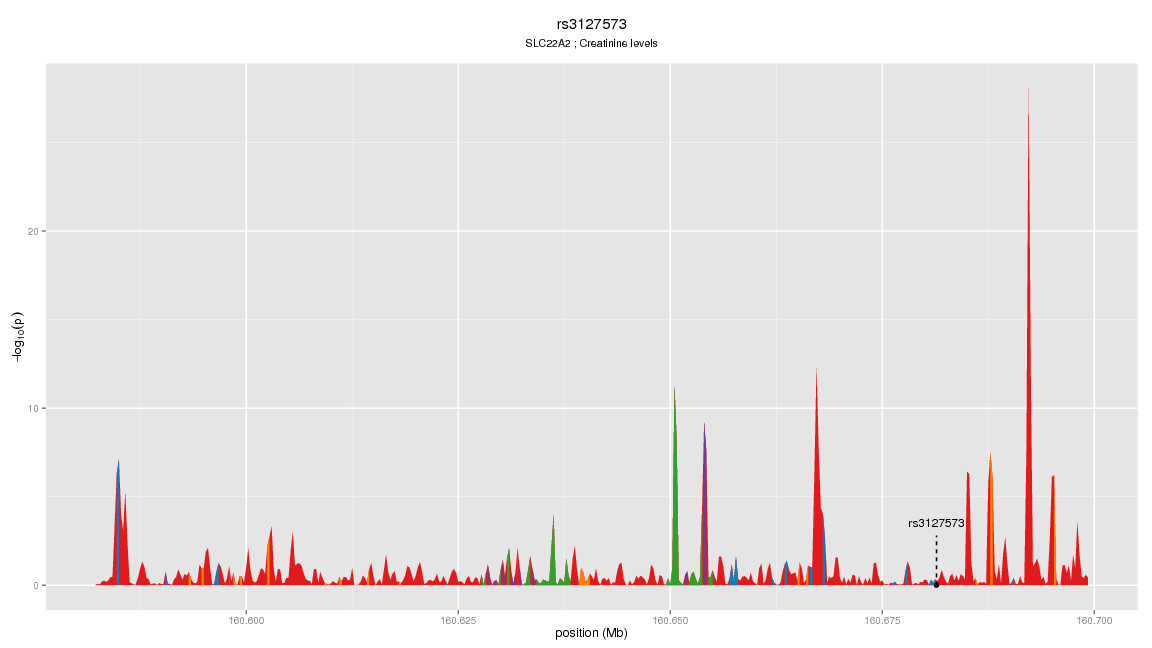 rs3127573
SLC22A2 ; Creatinine levels
−log10(p)
20
10
0
rs3127573
160.600
160.625
160.650
160.675
160.700
position (Mb)